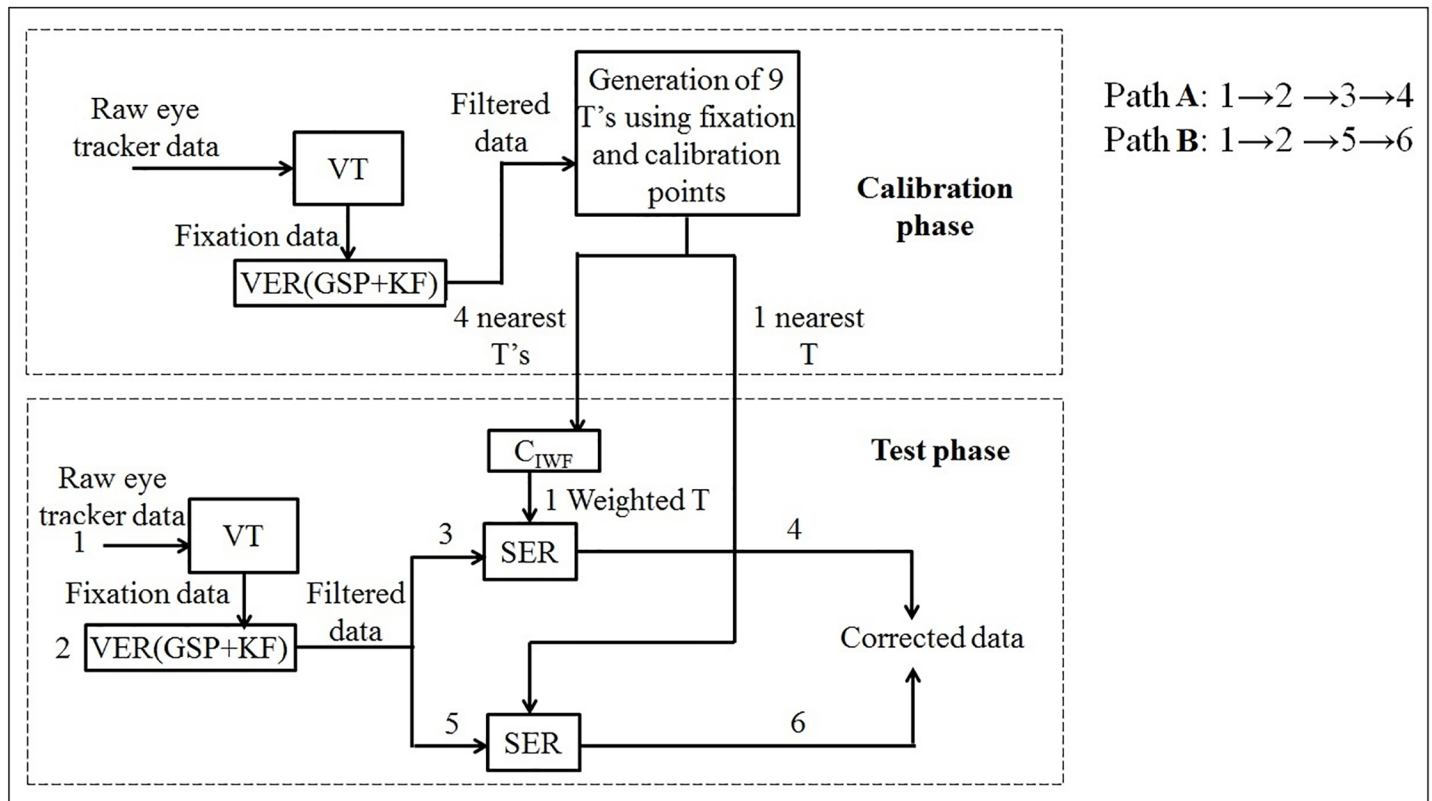 Raw eye
tracker data
VT
Fixation data
VER(GSP+KF)
Filtered
data
Generation of 9
T's using fixation
and calibration
points
Calibration
phase
4 nearest
T's
1 nearest
T
Path A: 1→2 →3→4
Path B: 1→2 →5→6
Test phase
C_IWF
1 Weighted T
Raw eye
tracker data
1
VT
Fixation data
2
VER(GSP+KF)
Filtered
data
3
SER
4
Corrected data
5
SER
6